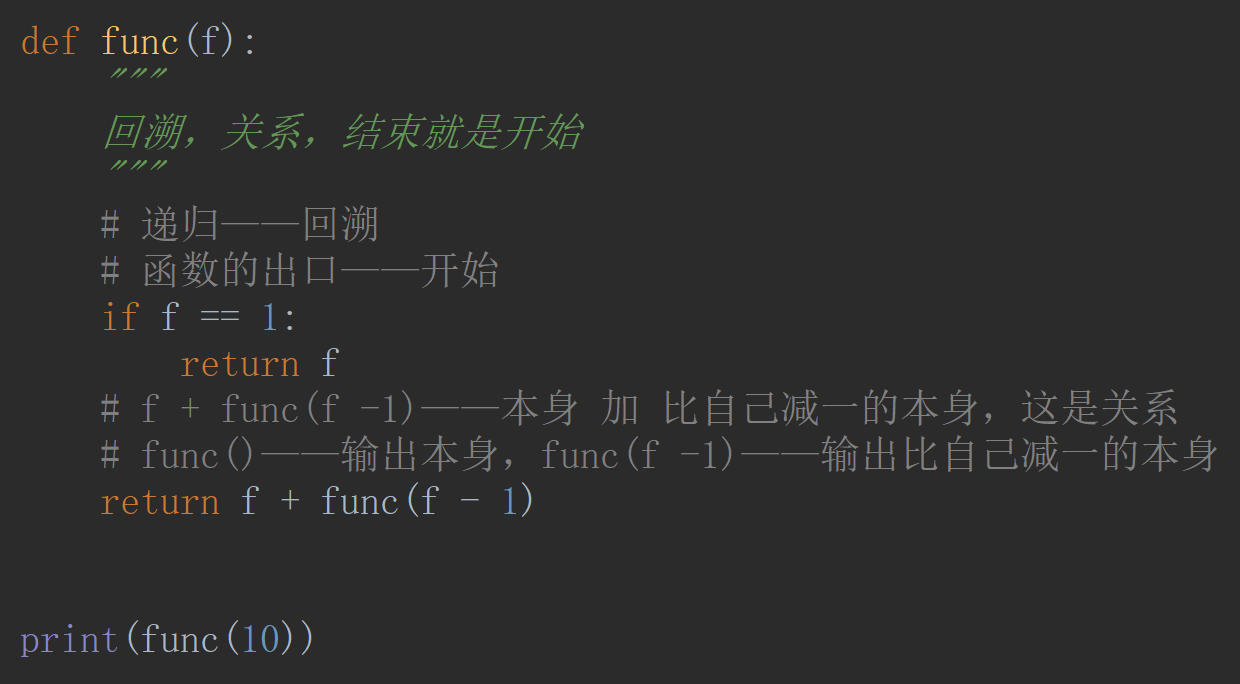 def func(f):
    """
    回溯，关系，结束就是开始
    """
    # 递归——回溯
    # 函数的出口——开始
    if f == 1:
        return f
    # f + func(f -1)——本身 加 比自己减一的本身，这是关系
    # func()——输出本身，func(f -1)——输出比自己减一的本身
    return f + func(f - 1)
print(func(10))